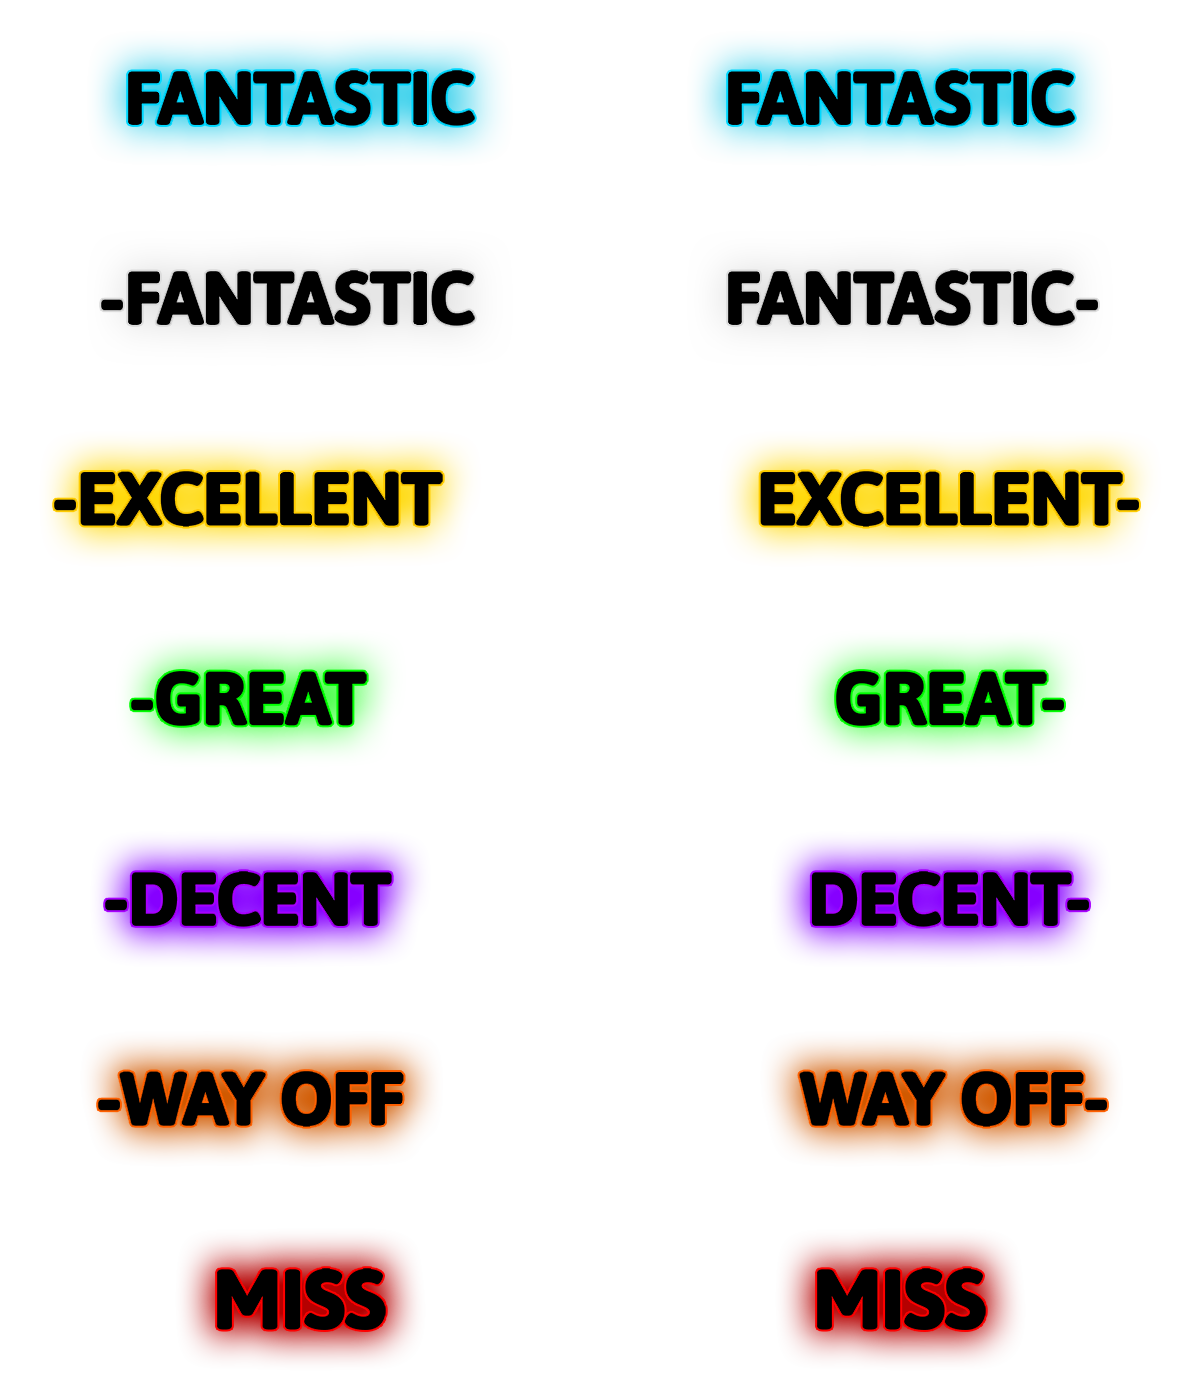 FANTASTIC FANTASTIC
-FANTASTIC FANTASTIC-
-EXCELLENT EXCELLENT-
-GREAT GREAT-
-DECENT DECENT-
-WAY OFF WAY OFF-
MISS MISS